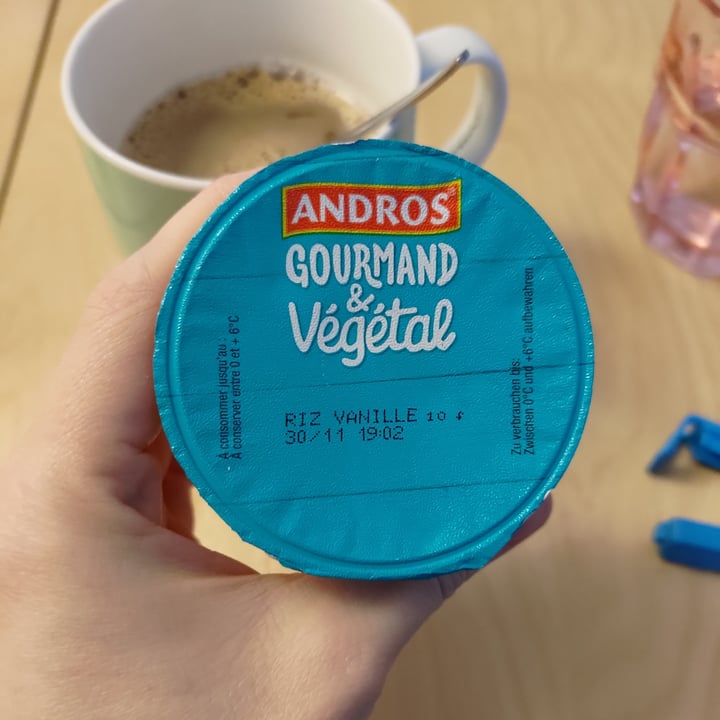 ANDROS
GOURMAND
&
Végétal
RIZ VANILLE 10 f
30/11 19:02
À consommer jusqu'au :
À conserver entre 0 et + 6°C
Zu verbrauchen bis:
Zwischen 0°C und +6°C aufbewahren